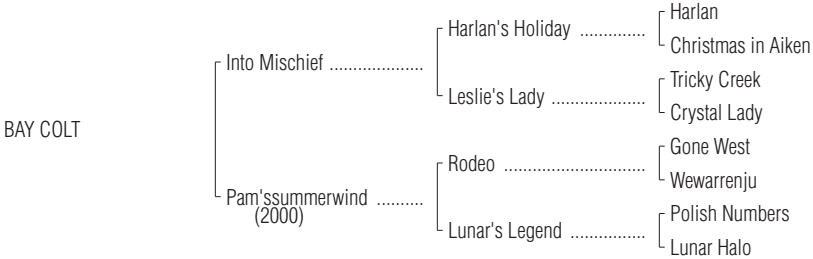 Harlan
Harlan's Holiday ..............
Christmas in Aiken
Into Mischief ....................
Tricky Creek
Leslie's Lady ....................
Crystal Lady
BAY COLT
Gone West
Rodeo ..............................
Wewarrenju
Pam'ssummerwind ..........
(2000)
Polish Numbers
Lunar's Legend ................
Lunar Halo